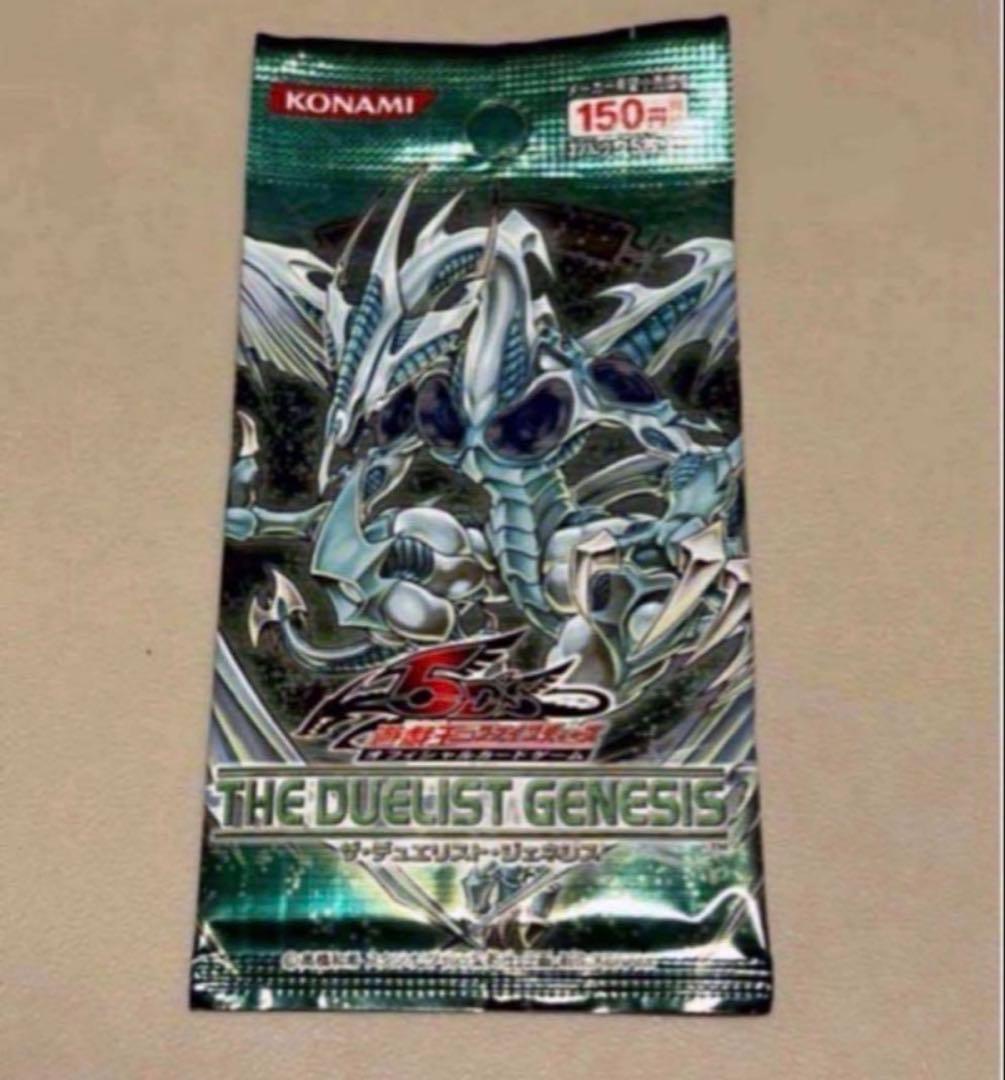 KONAMI
150円
5D's
遊戯王ファイブディーズ
オフィシャルカードゲーム
THE DUELIST GENESIS
TM
ザ・デュエリスト・ジェネシス